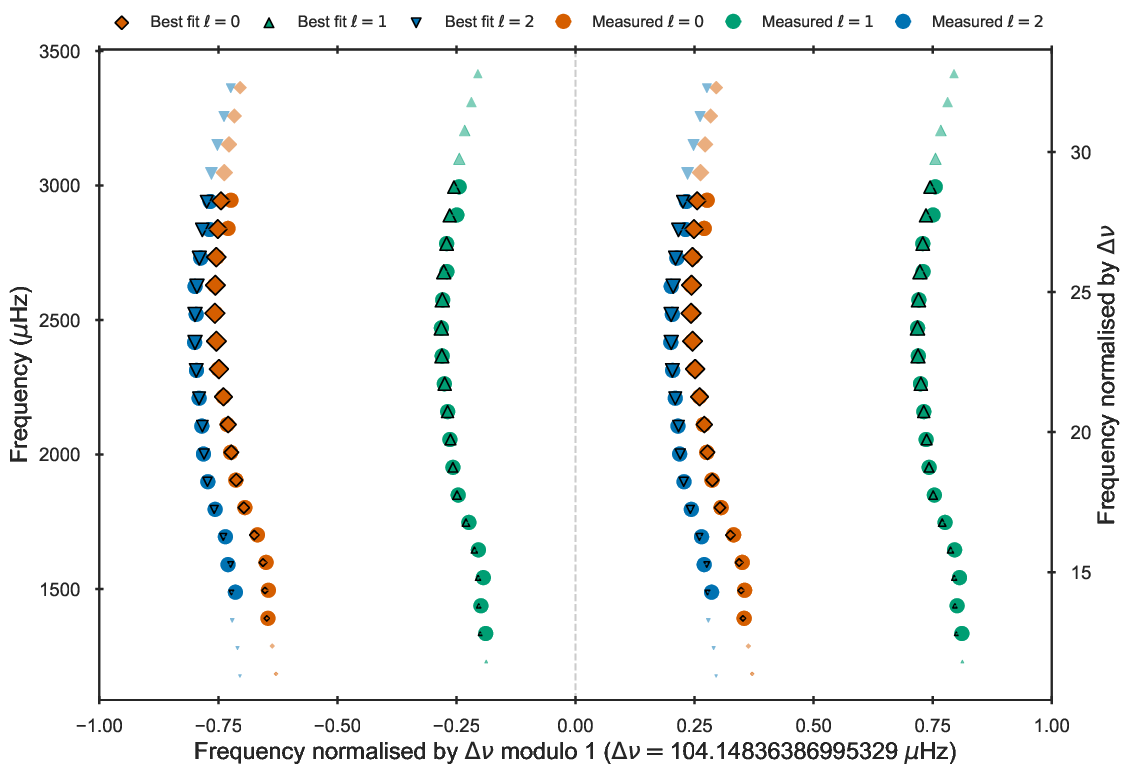 Best fit ℓ = 0 Best fit ℓ = 1 Best fit ℓ = 2 Measured ℓ = 0 Measured ℓ = 1 Measured ℓ = 2
3500
3000
2500
2000
1500
Frequency (μHz)
30
25
20
15
Frequency normalised by Δν
−1.00 −0.75 −0.50 −0.25 0.00 0.25 0.50 0.75 1.00
Frequency normalised by Δν modulo 1 (Δν = 104.14836386995329 μHz)